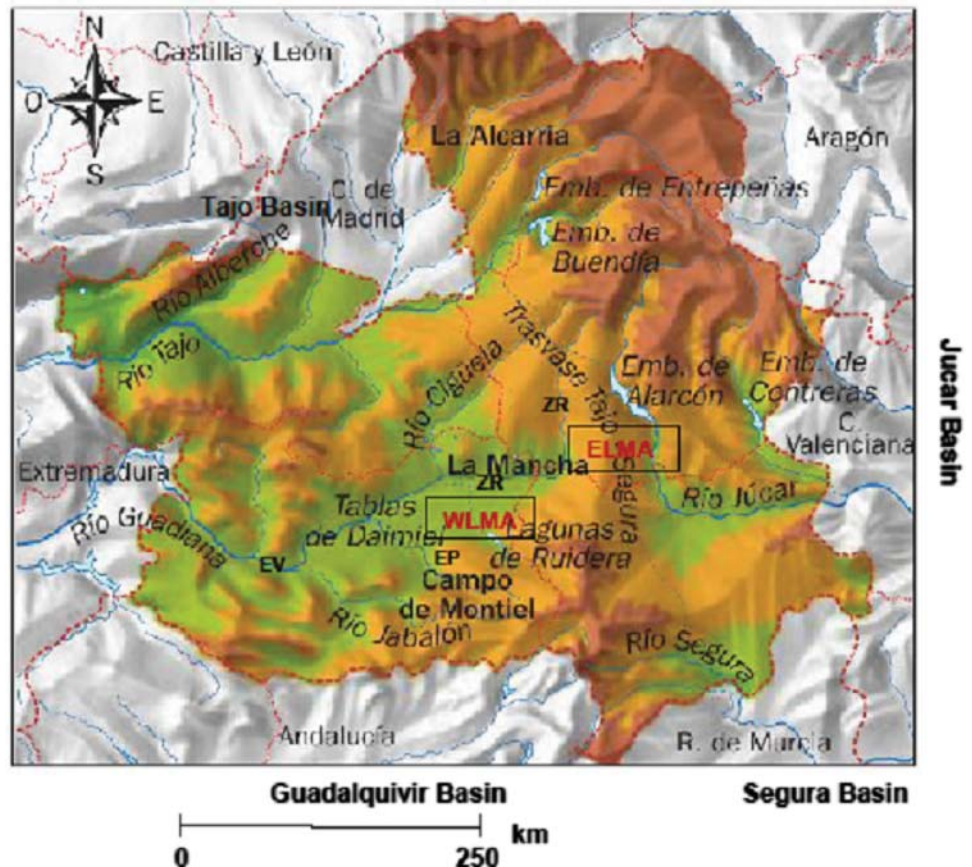 N
Castilla y León
O
E
S
La Alcarria
Aragón
C. de
Madrid
Emb. de Entrepeñas
Tajo Basin
Emb. de
Buendía
Río Alberche
Río Tajo
Río Cigüela
Trasvase Tajo
Segura
Emb. de
Alarcón
Emb. de
Contreras
ZR
C.
Valenciana
Jucar Basin
ELMA
Extremadura
La Mancha
ZR
Río Júcar
Tablas
de Daimiel
WLMA
Lagunas
de Ruidera
Río Guadiana
EV
EP
Campo
de Montiel
Río Jabalón
Río Segura
Andalucía
R. de Murcia
Guadalquivir Basin
Segura Basin
km
0
250